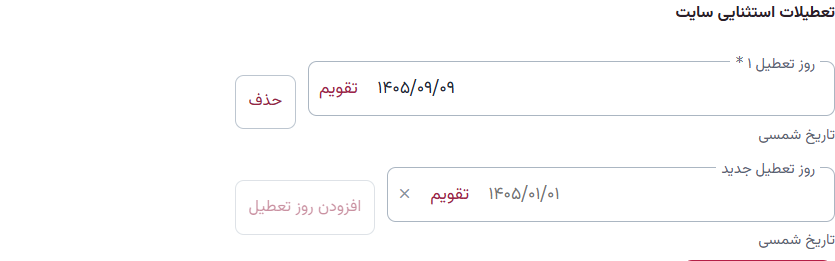 تعطیلات استثنایی سایت
روز تعطیل ۱ *
۱۴۰۵/۰۹/۰۹ تقویم حذف
تاریخ شمسی
روز تعطیل جدید
۱۴۰۵/۰۱/۰۱ تقویم × افزودن روز تعطیل
تاریخ شمسی